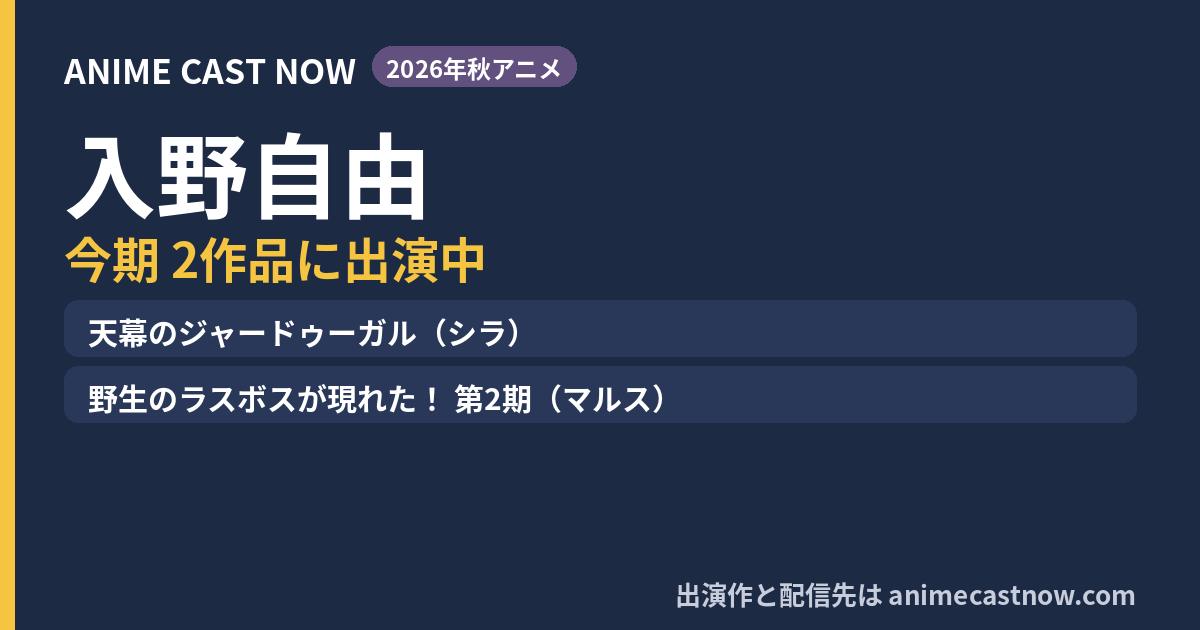 ANIME CAST NOW 2026年秋アニメ
入野自由
今期 2作品に出演中
天幕のジャードゥーガル（シラ）
野生のラスボスが現れた！ 第2期（マルス）
出演作と配信先は animecastnow.com